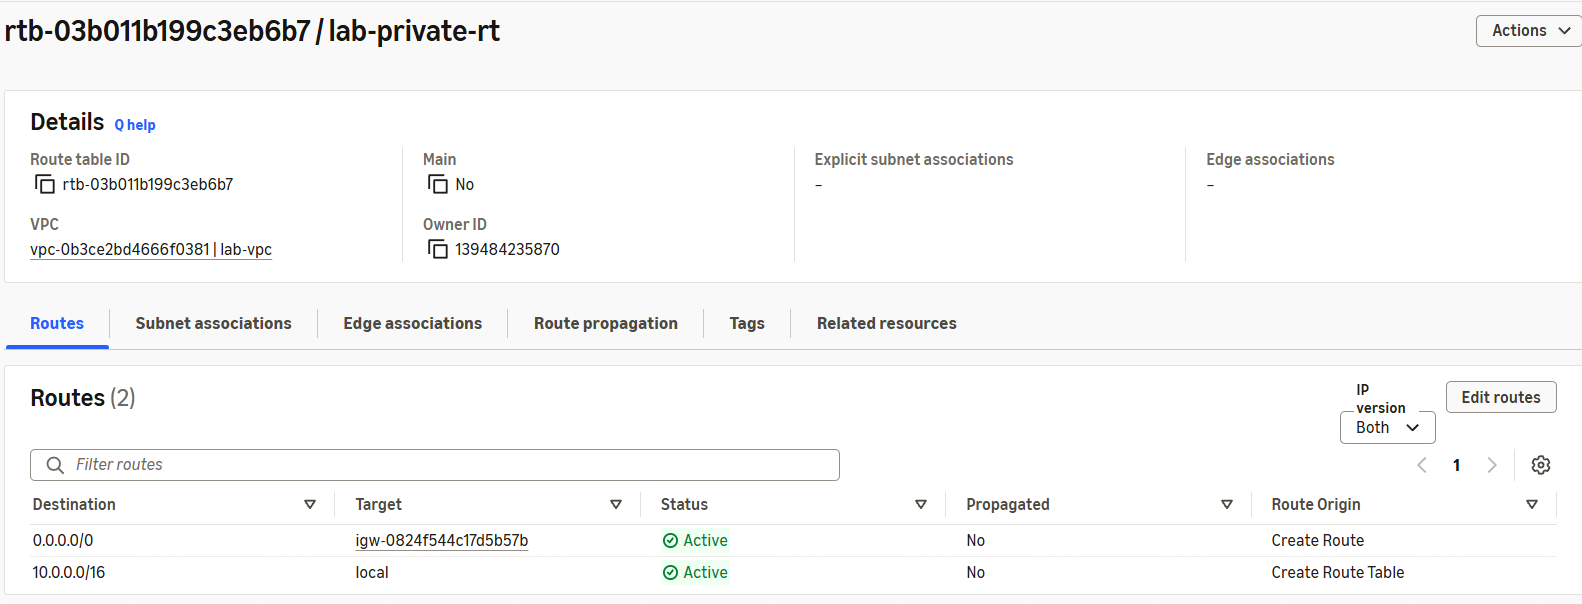 rtb-03b011b199c3eb6b7 / lab-private-rt
Actions
Details Q help
Route table ID
rtb-03b011b199c3eb6b7
Main
No
Explicit subnet associations
–
Edge associations
–
VPC
vpc-0b3ce2bd4666f0381 | lab-vpc
Owner ID
139484235870
Routes Subnet associations Edge associations Route propagation Tags Related resources
Routes (2)
IP version
Both
Edit routes
Filter routes
1
Destination Target Status Propagated Route Origin
0.0.0.0/0 igw-0824f544c17d5b57b Active No Create Route
10.0.0.0/16 local Active No Create Route Table